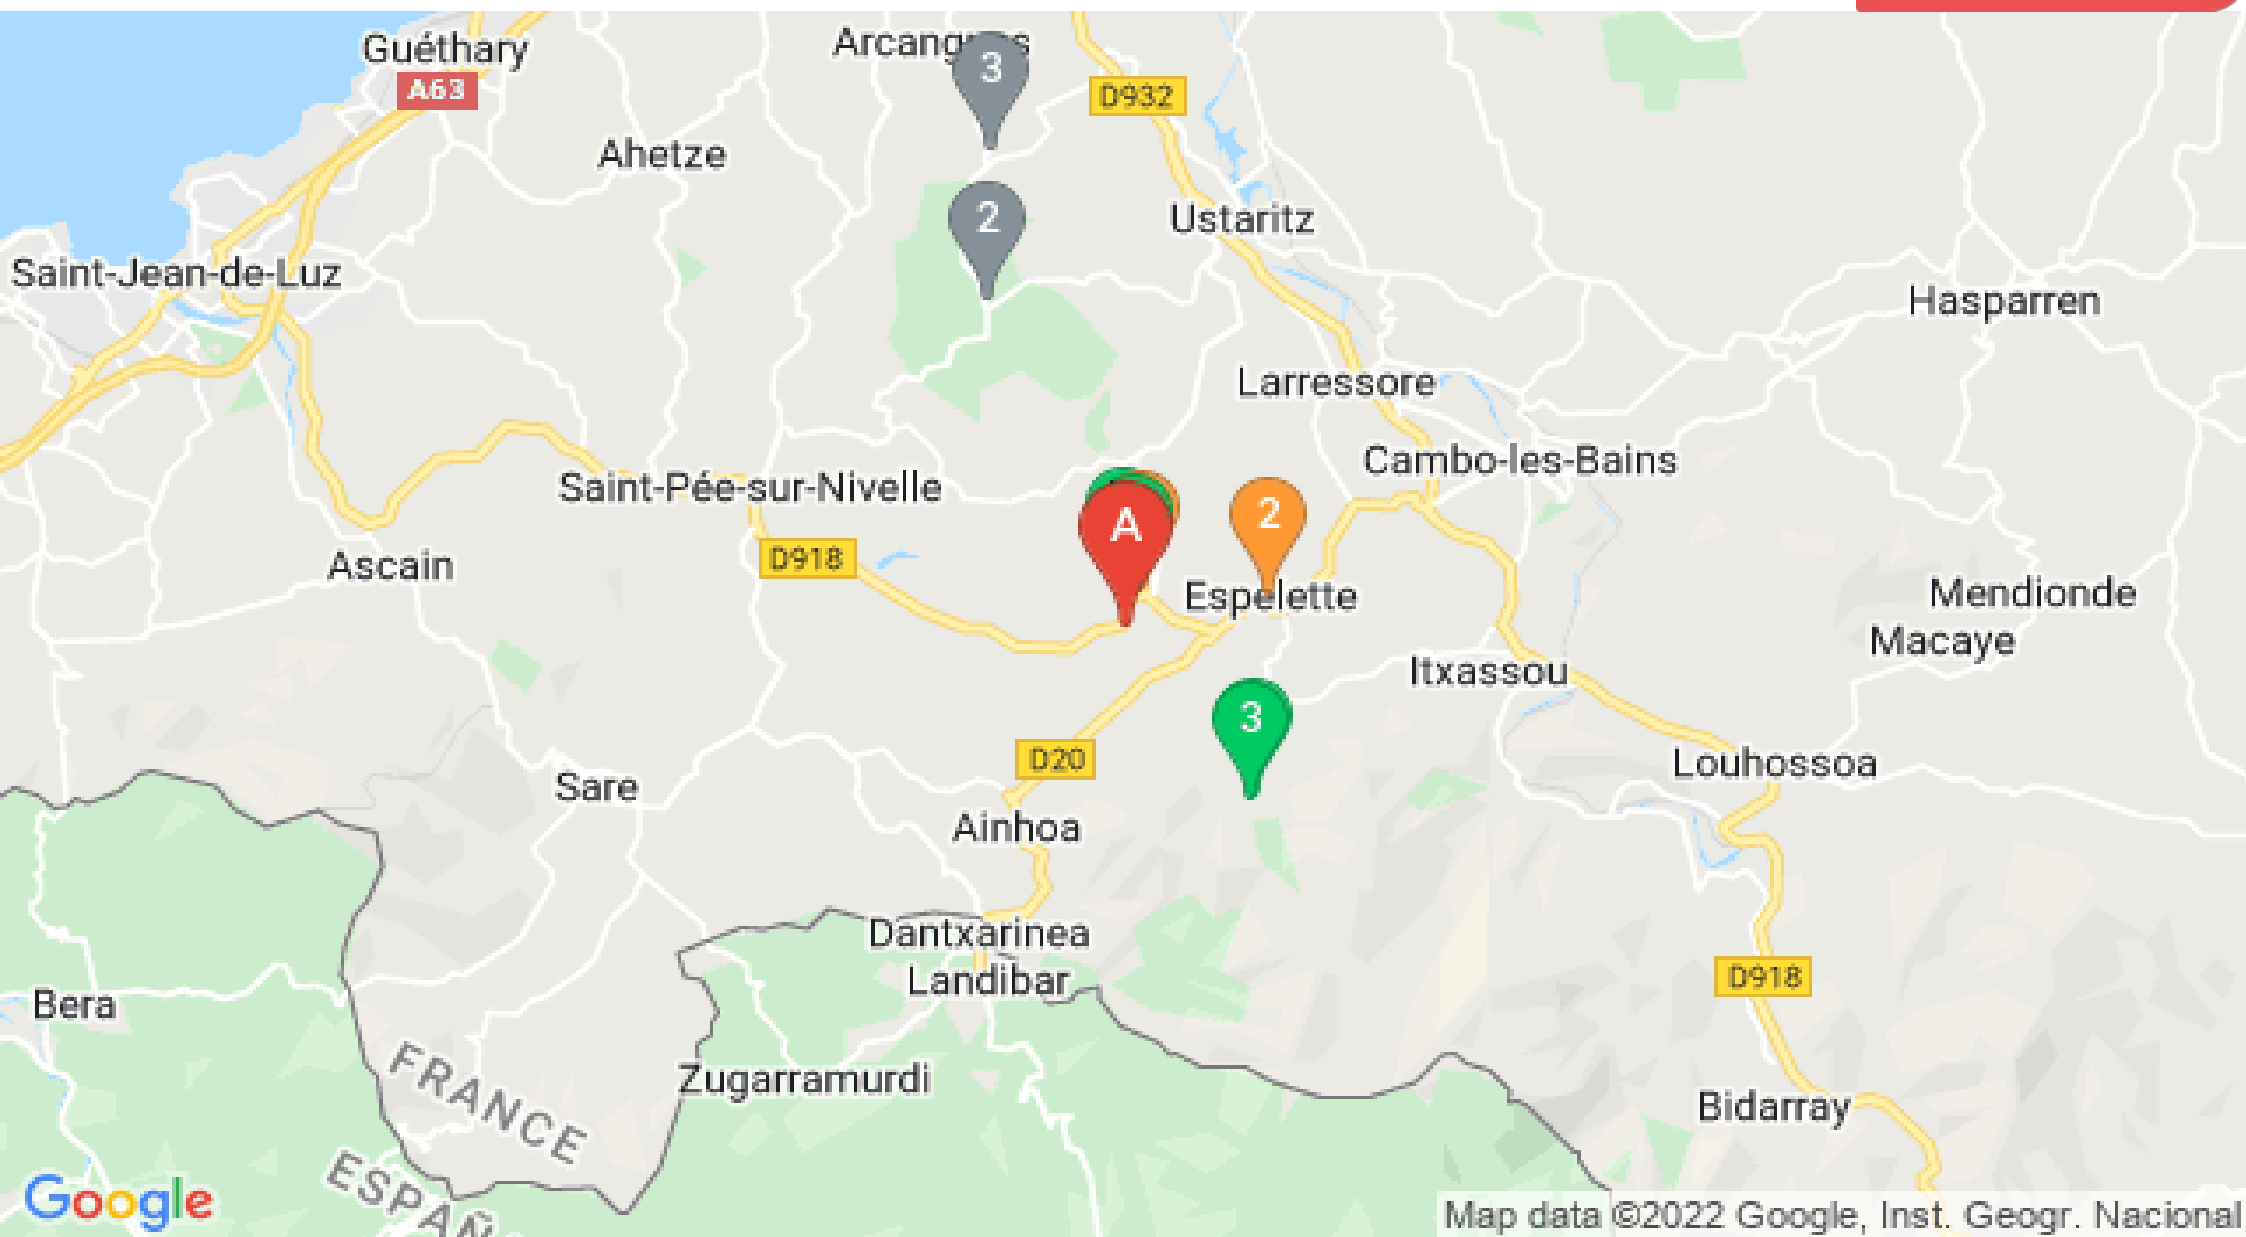 Guéthary
Arcangues
3
A63
D932
Ahetze
2
Ustaritz
Saint-Jean-de-Luz
Hasparren
Larressore
Cambo-les-Bains
Saint-Pée-sur-Nivelle
A
2
D918
Ascain
Espelette
Mendionde
Macaye
Itxassou
3
D20
Louhossoa
Sare
Ainhoa
Dantxarinea
Landibar
D918
Bera
FRANCE
Zugarramurdi
Bidarray
ESPAÑ
Google
Map data ©2022 Google, Inst. Geogr. Nacional